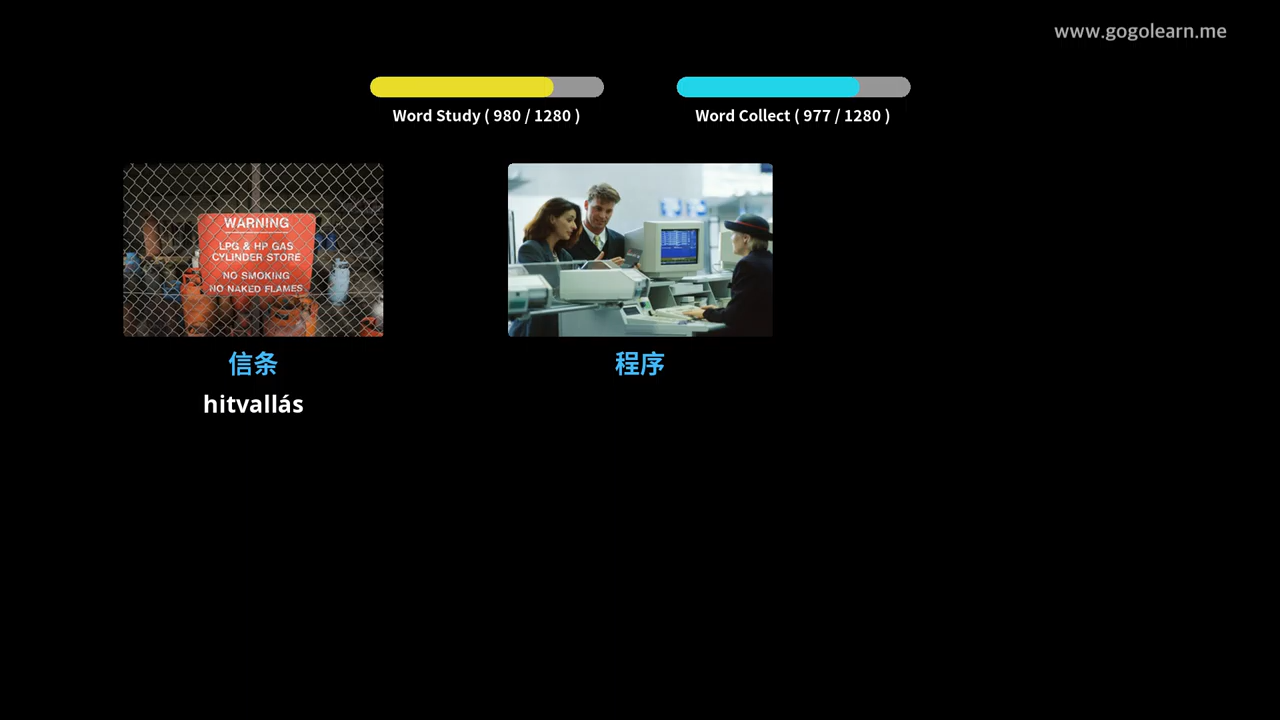 www.gogolearn.me
Word Study ( 980 / 1280 )
Word Collect ( 977 / 1280 )
WARNING
LPG & HP GAS
CYLINDER STORE
NO SMOKING
NO NAKED FLAMES
信条
程序
hitvallás